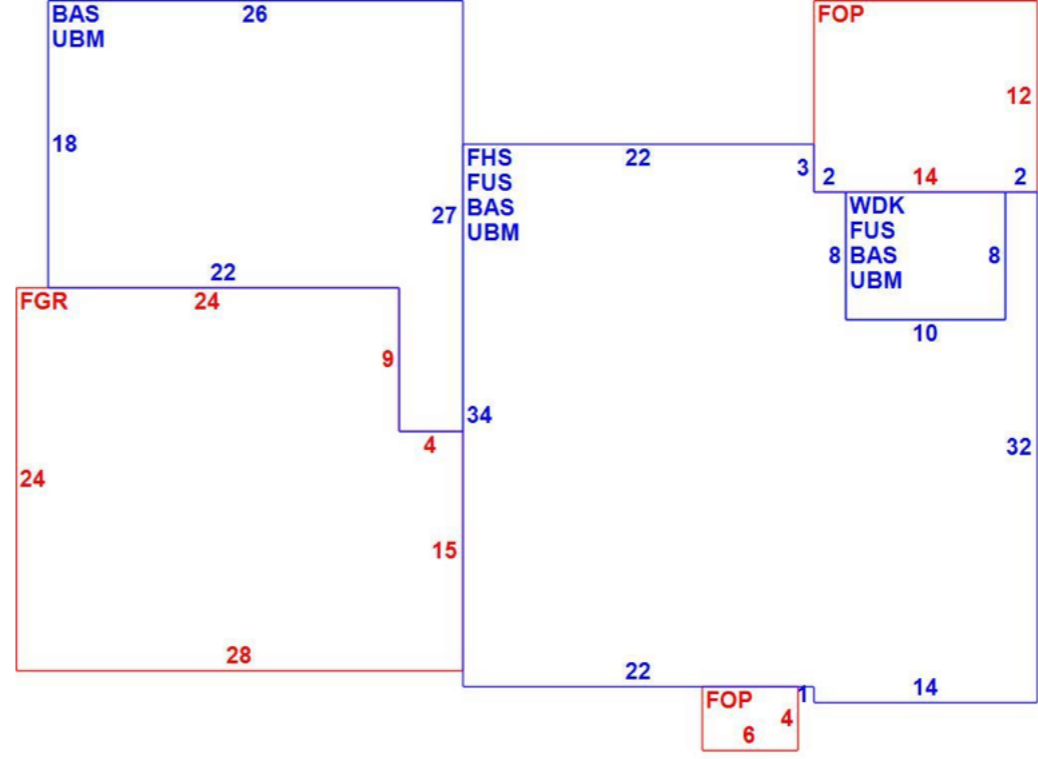 BAS 26 FOP
UBM
12
18
FHS 22 3 2 14 2
FUS
27 BAS WDK
UBM FUS
8 BAS 8
UBM
22
FGR 24
10
9
34
4
32
24
15
28
22 1 14
FOP
4
6